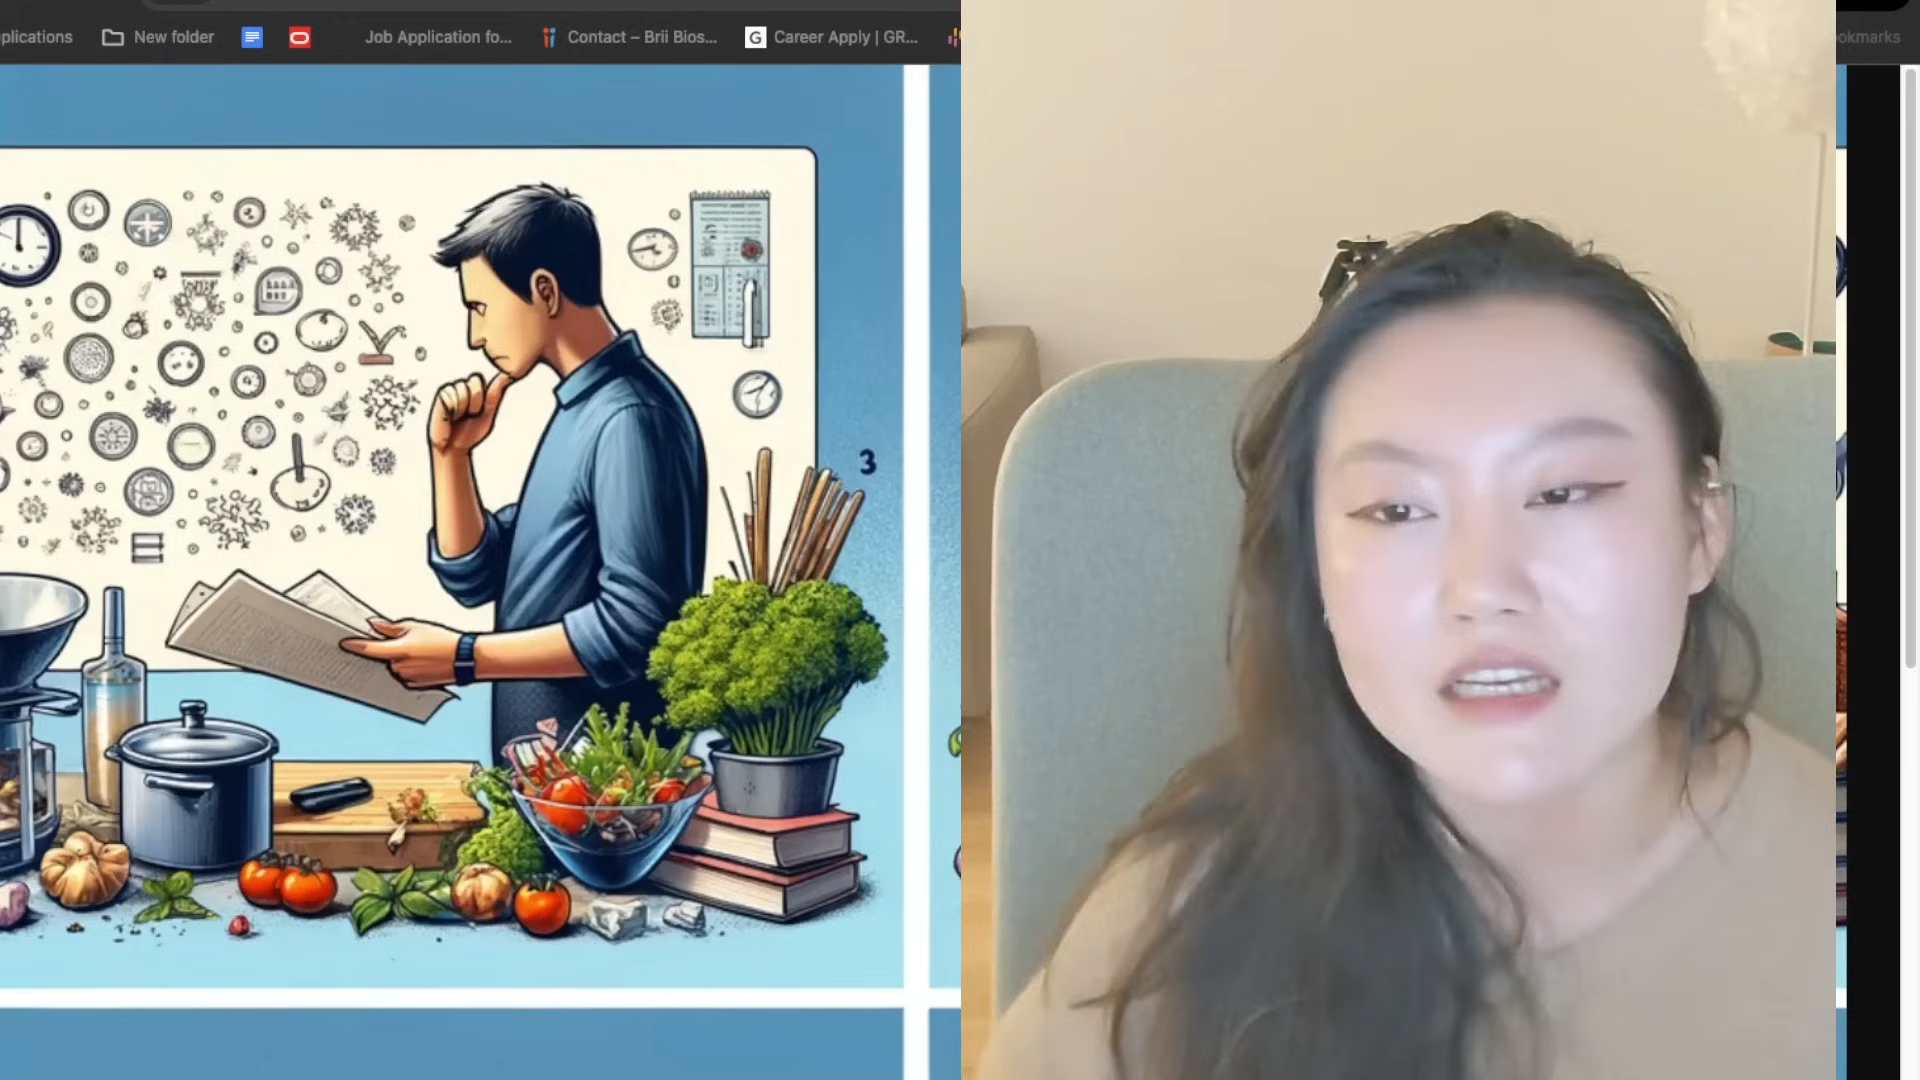 plications
New folder
Job Application fo...
Contact – Brii Bios...
G
Career Apply | GR...
okmarks
3